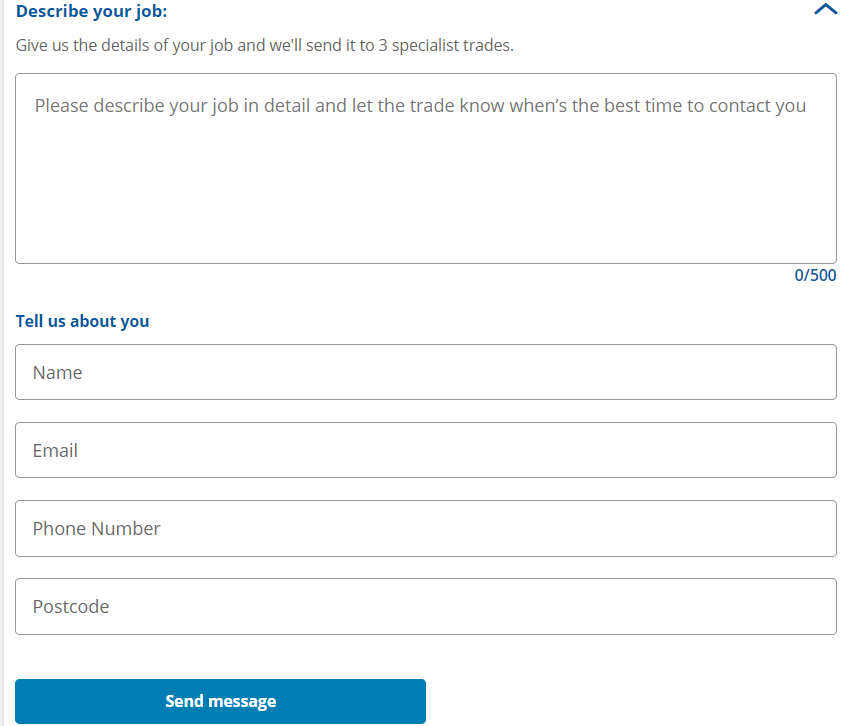 Describe your job:
Give us the details of your job and we'll send it to 3 specialist trades.
Please describe your job in detail and let the trade know when’s the best time to contact you
0/500
Tell us about you
Name
Email
Phone Number
Postcode
Send message